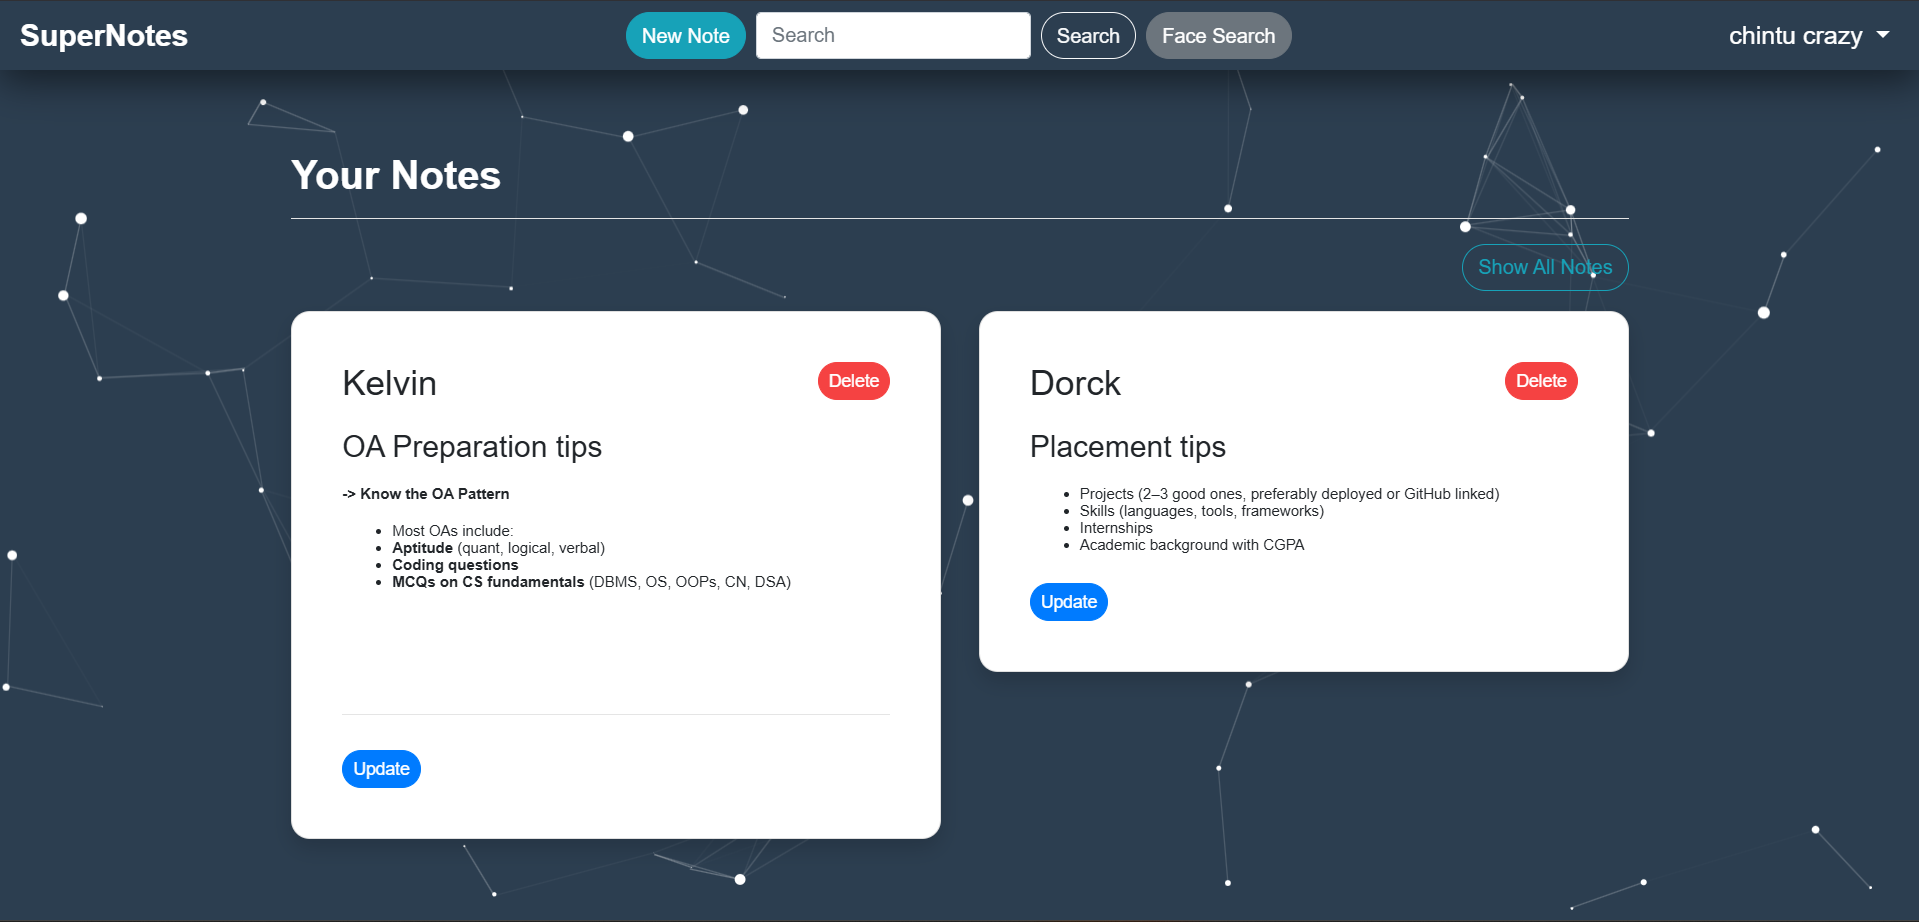 SuperNotes
New Note
Search
Search
Face Search
chintu crazy
Your Notes
Show All Notes
Kelvin
Delete
OA Preparation tips
-> Know the OA Pattern
• Most OAs include:
• Aptitude (quant, logical, verbal)
• Coding questions
• MCQs on CS fundamentals (DBMS, OS, OOPs, CN, DSA)
Update
Dorck
Delete
Placement tips
• Projects (2–3 good ones, preferably deployed or GitHub linked)
• Skills (languages, tools, frameworks)
• Internships
• Academic background with CGPA
Update